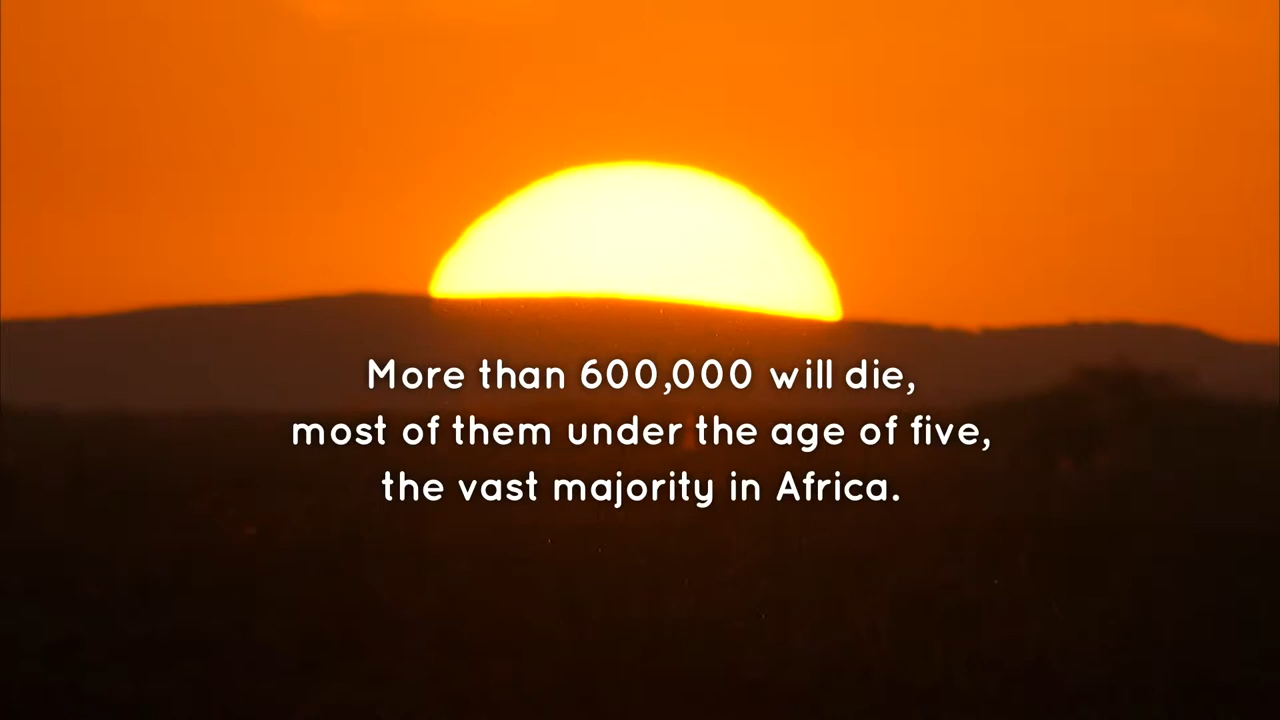 More than 600,000 will die,
most of them under the age of five,
the vast majority in Africa.